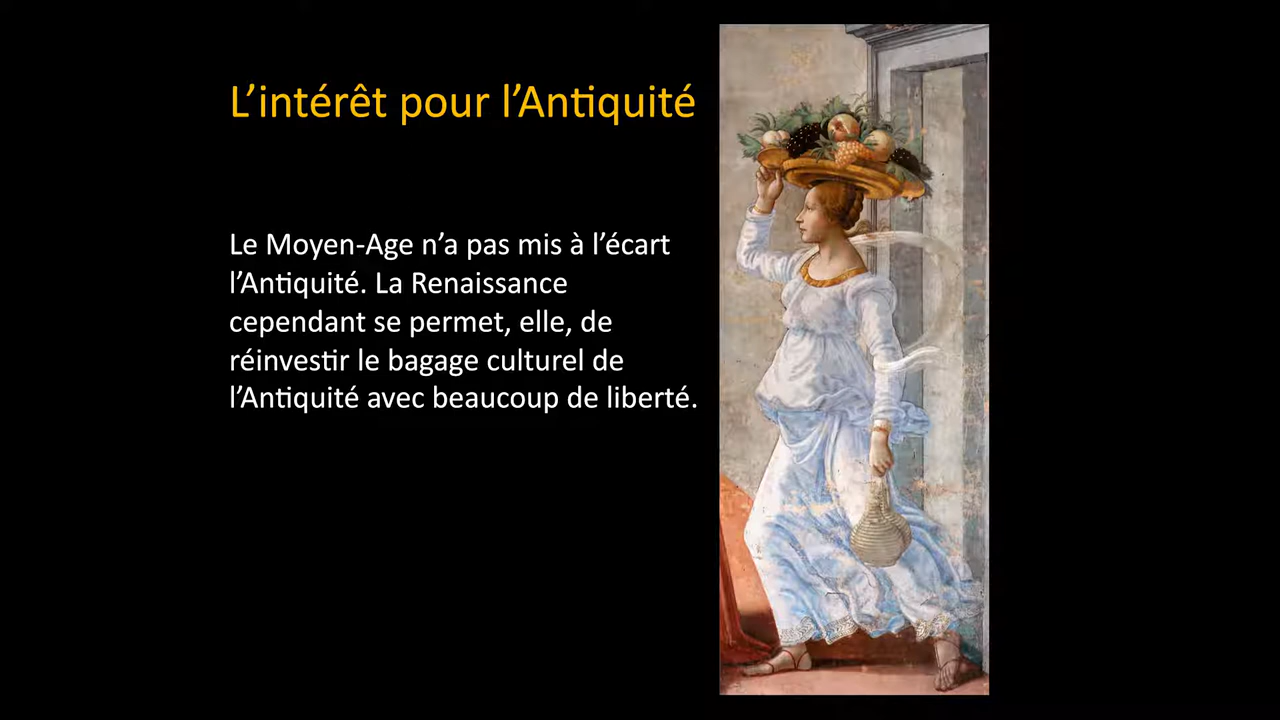 L’intérêt pour l’Antiquité
Le Moyen-Age n’a pas mis à l’écart
l’Antiquité. La Renaissance
cependant se permet, elle, de
réinvestir le bagage culturel de
l’Antiquité avec beaucoup de liberté.